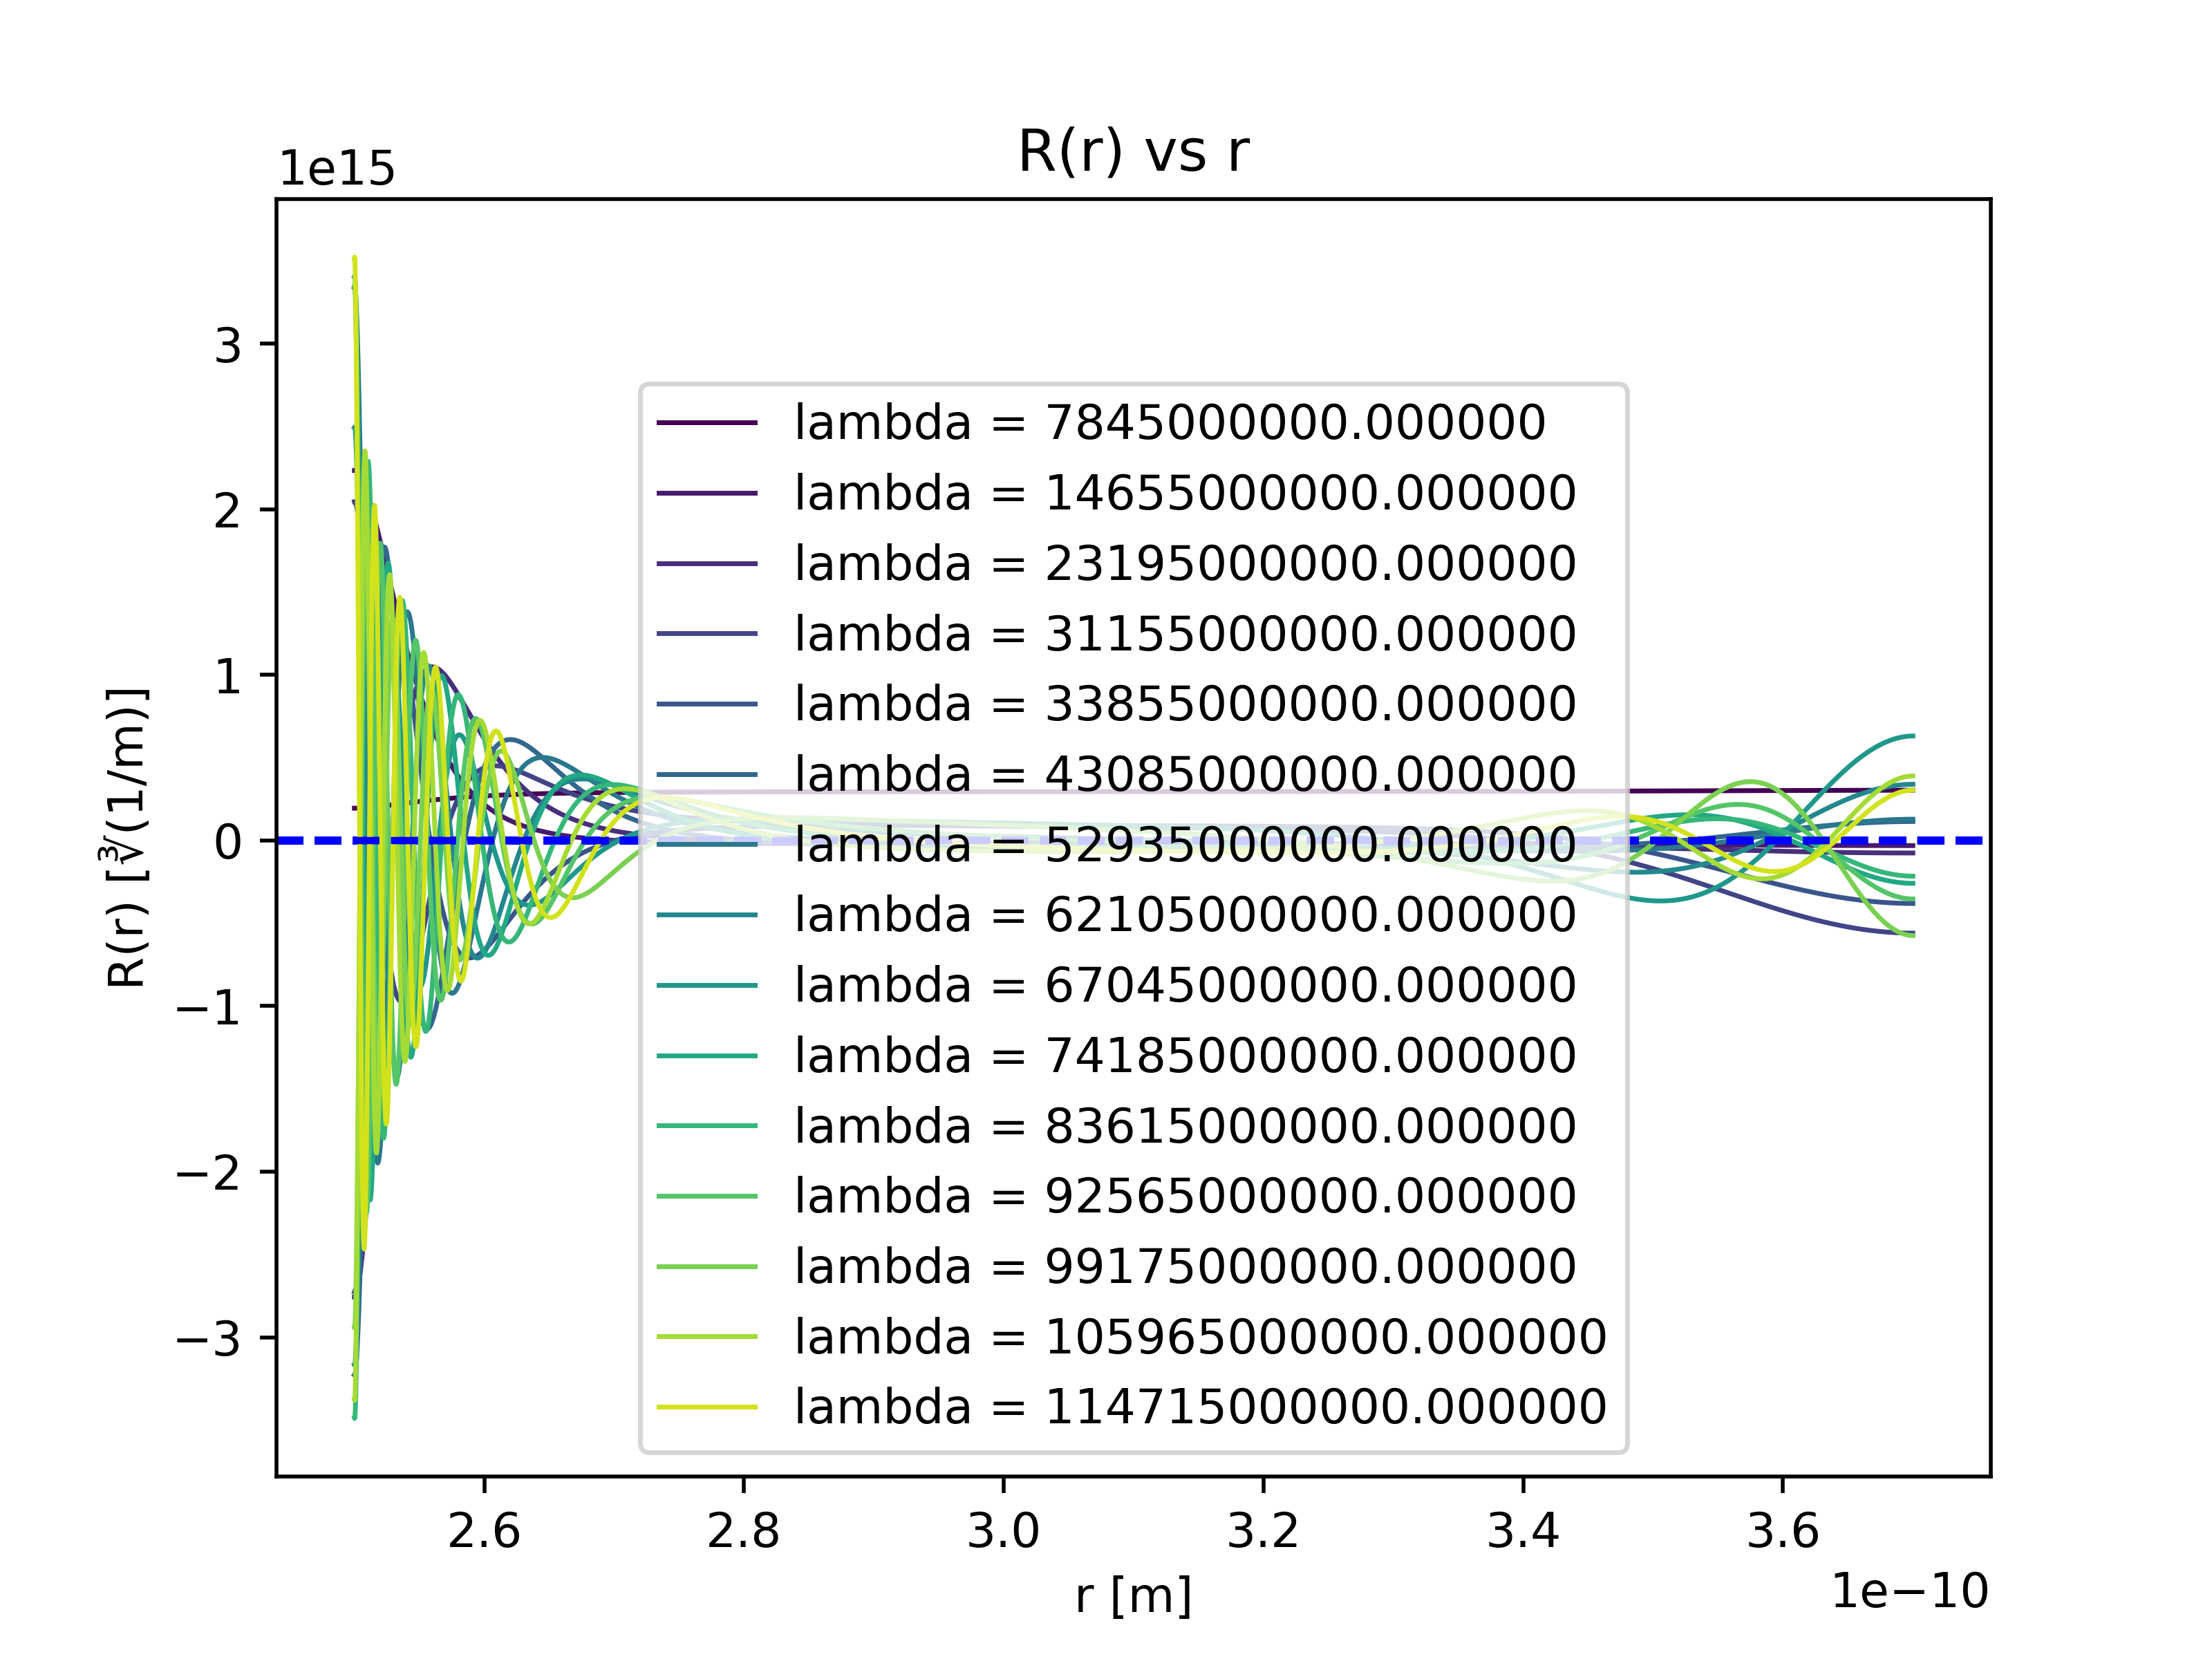 R(r) vs r
1e15
3
2
1
0
−1
−2
−3
R(r) [∛(1/m)]
lambda = 7845000000.000000
lambda = 14655000000.000000
lambda = 23195000000.000000
lambda = 31155000000.000000
lambda = 33855000000.000000
lambda = 43085000000.000000
lambda = 52935000000.000000
lambda = 62105000000.000000
lambda = 67045000000.000000
lambda = 74185000000.000000
lambda = 83615000000.000000
lambda = 92565000000.000000
lambda = 99175000000.000000
lambda = 105965000000.000000
lambda = 114715000000.000000
2.6 2.8 3.0 3.2 3.4 3.6
1e−10
r [m]